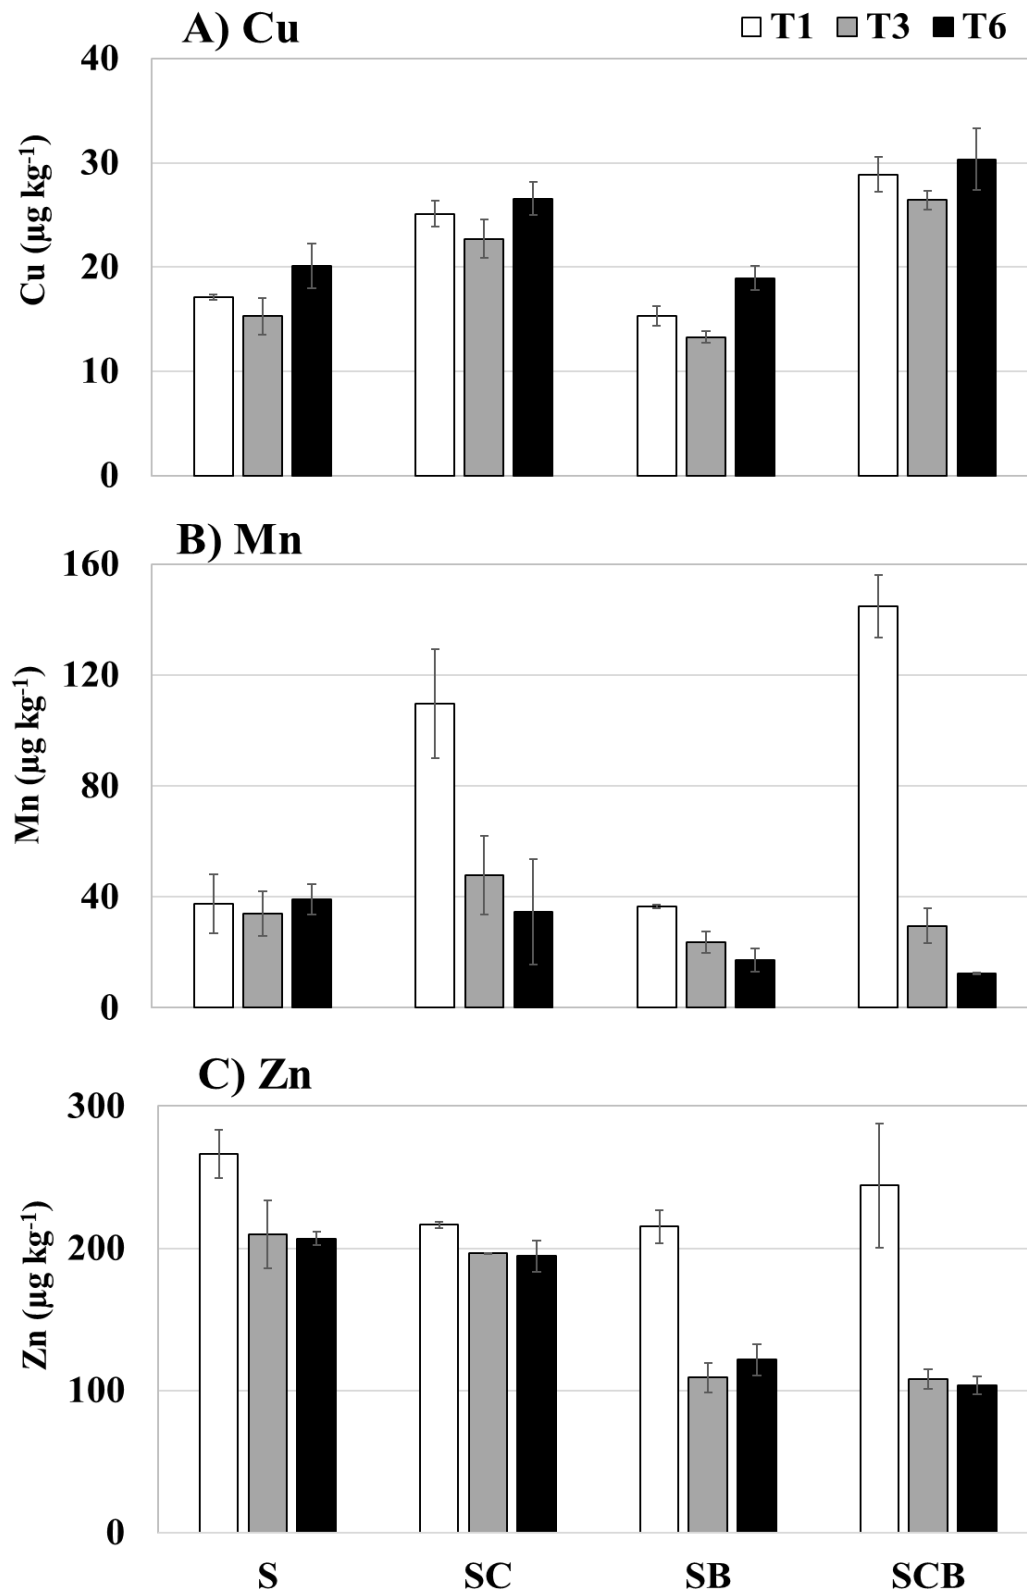 A) Cu
T1 T3 T6
40
30
20
10
0
Cu (µg kg⁻¹)
B) Mn
160
120
80
40
0
Mn (µg kg⁻¹)
C) Zn
300
200
100
0
Zn (µg kg⁻¹)
S SC SB SCB